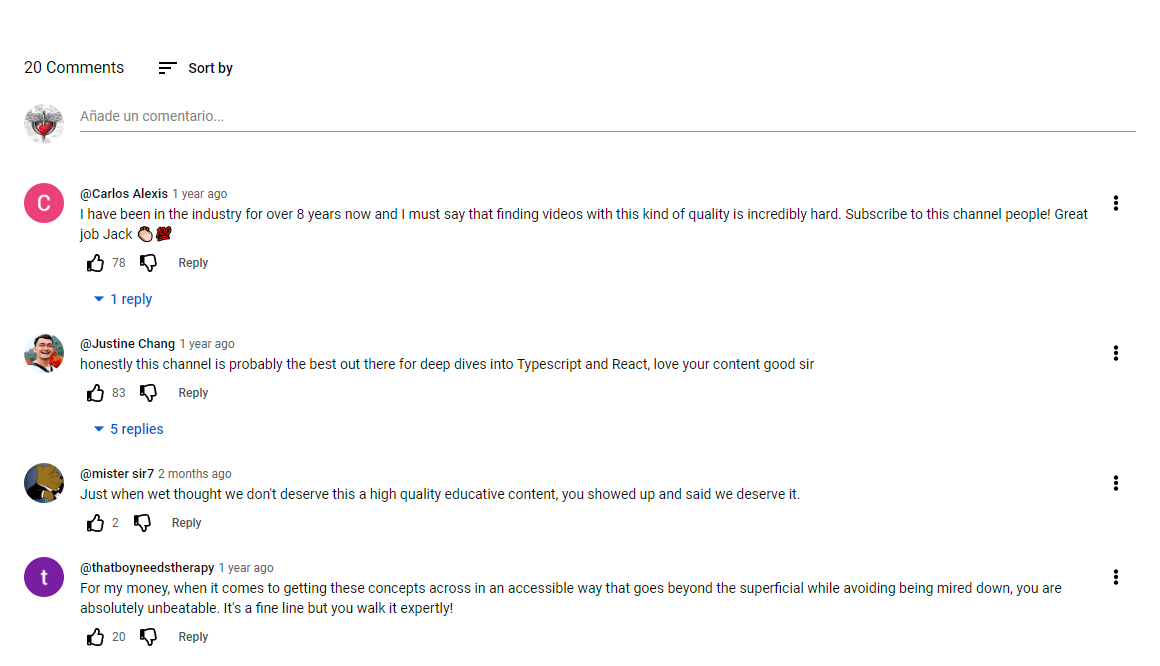 20 Comments Sort by
Añade un comentario...
C
@Carlos Alexis 1 year ago
I have been in the industry for over 8 years now and I must say that finding videos with this kind of quality is incredibly hard. Subscribe to this channel people! Great
job Jack 👏🏻💯
78 Reply
1 reply
@Justine Chang 1 year ago
honestly this channel is probably the best out there for deep dives into Typescript and React, love your content good sir
83 Reply
5 replies
@mister sir7 2 months ago
Just when wet thought we don't deserve this a high quality educative content, you showed up and said we deserve it.
2 Reply
t
@thatboyneedstherapy 1 year ago
For my money, when it comes to getting these concepts across in an accessible way that goes beyond the superficial while avoiding being mired down, you are
absolutely unbeatable. It's a fine line but you walk it expertly!
20 Reply